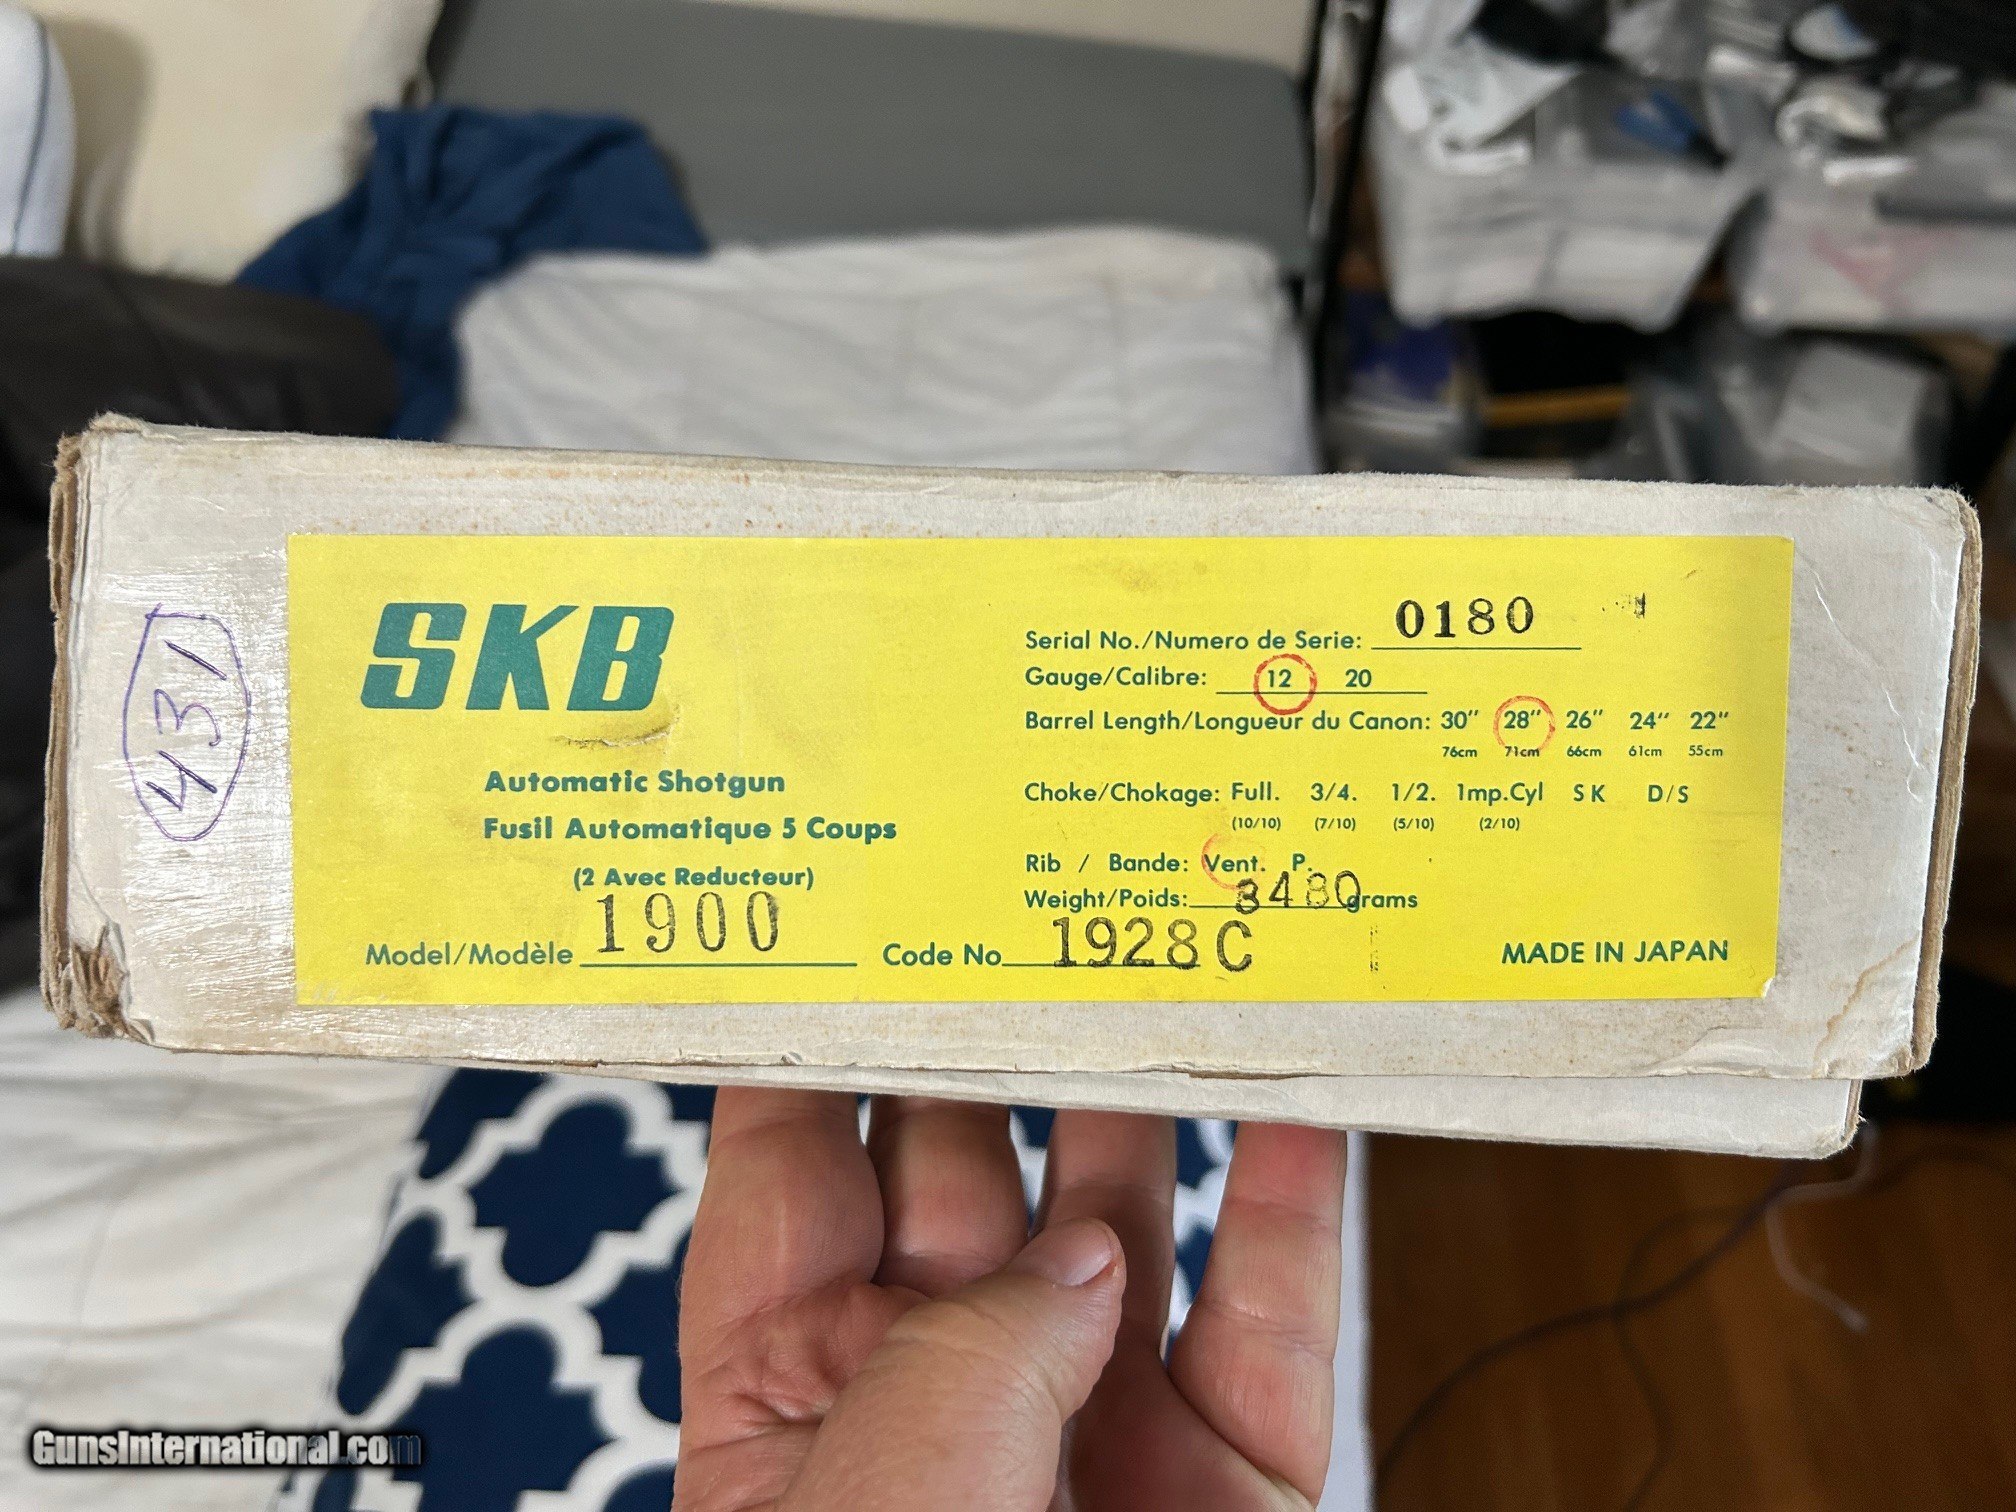 431
SKB
Automatic Shotgun
Fusil Automatique 5 Coups
(2 Avec Reducteur)
Model/Modèle 1900
Code No. 1928C
Serial No./Numero de Serie: 0180
Gauge/Calibre: 12 20
Barrel Length/Longueur du Canon: 30" 28" 26" 24" 22"
76cm 71cm 66cm 61cm 55cm
Choke/Chokage: Full. 3/4. 1/2. 1mp.Cyl SK D/S
(10/10) (7/10) (5/10) (2/10)
Rib / Bande: Vent. P.
Weight/Poids: 3480 grams
MADE IN JAPAN
GunsInternational.com